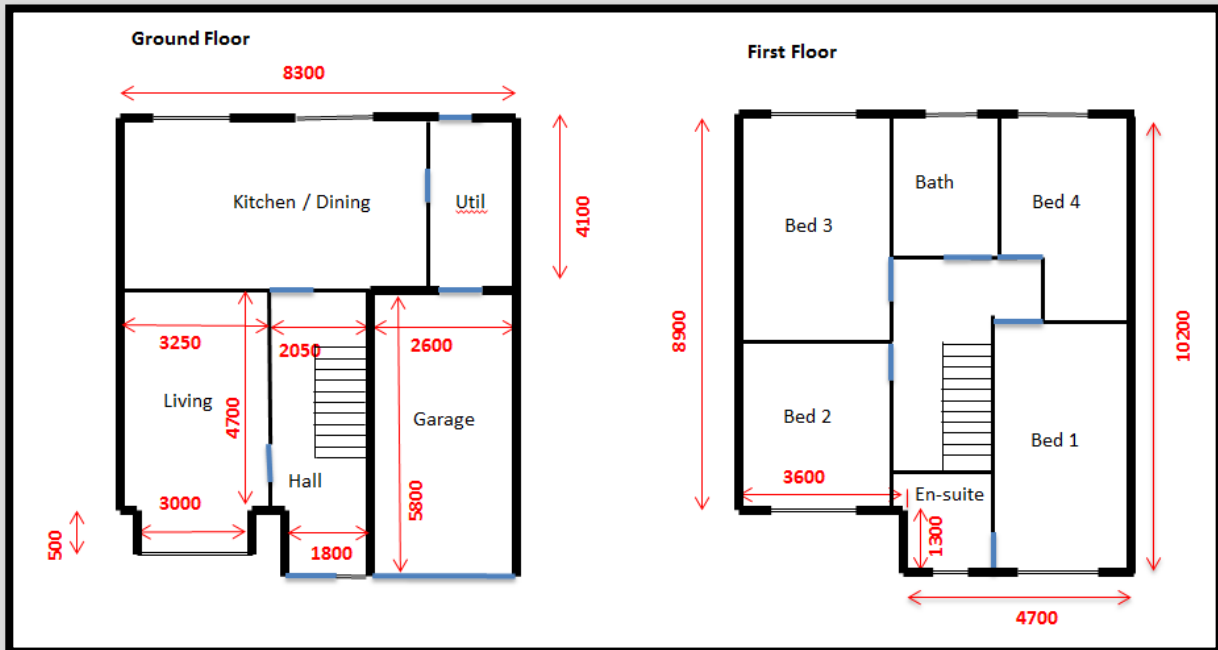 Ground Floor
8300
Kitchen / Dining
Util
4100
3250
2050
2600
Living
4700
Garage
Hall
3000
5800
500
1800
First Floor
Bath
Bed 4
Bed 3
8900
10200
Bed 2
Bed 1
3600
En-suite
1300
4700